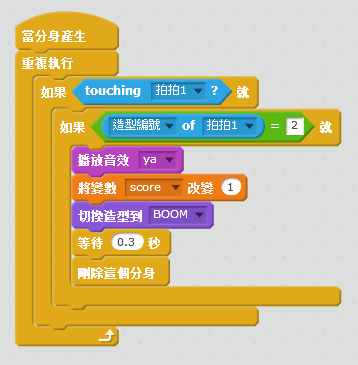 當分身產生
重複執行
如果 touching 拍拍1 ? 就
如果 造型編號 of 拍拍1 = 2 就
播放音效 ya
將變數 score 改變 1
切換造型到 BOOM
等待 0.3 秒
刪除這個分身